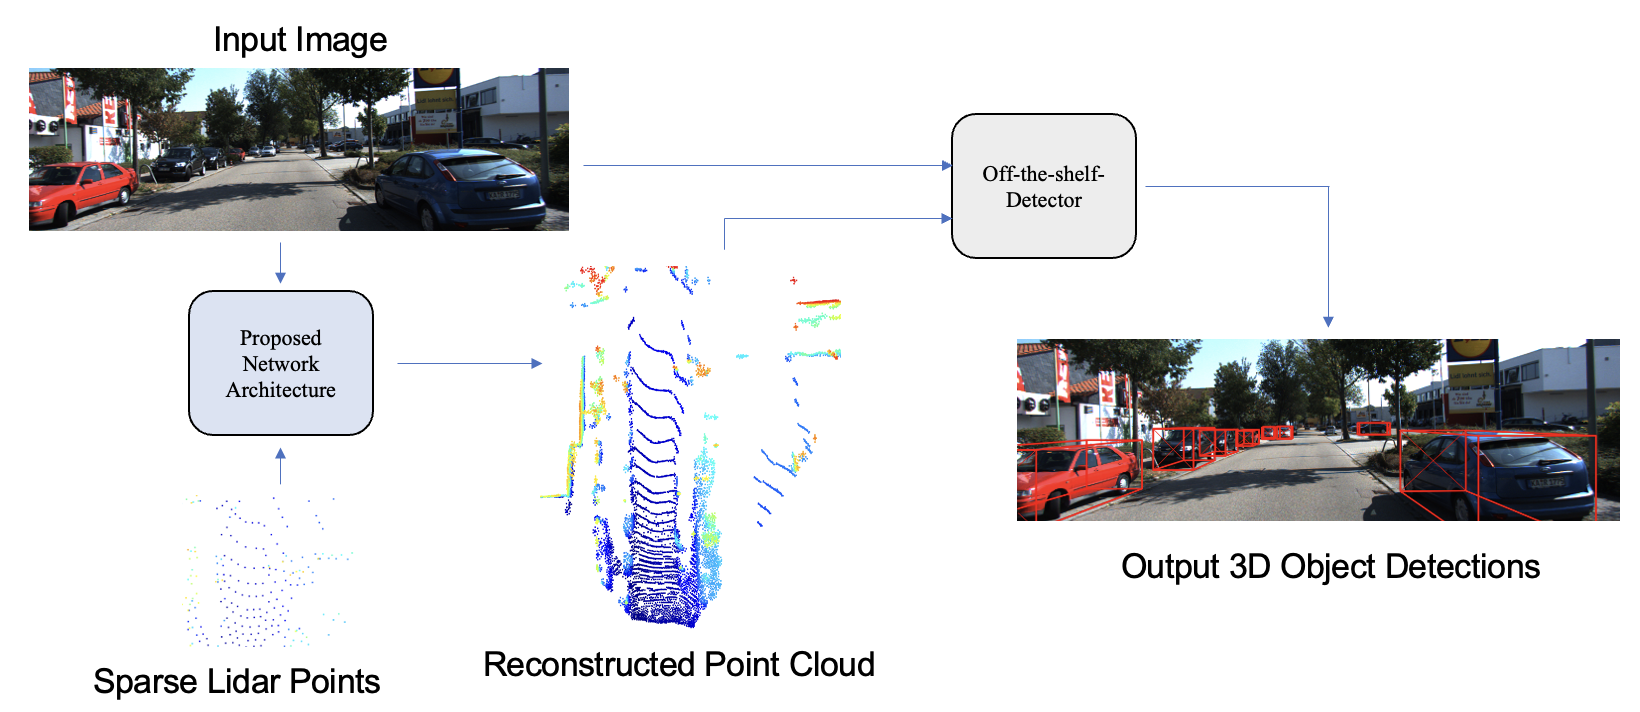 Input Image
Off-the-shelf-
Detector
Proposed
Network
Architecture
Sparse Lidar Points
Reconstructed Point Cloud
Output 3D Object Detections